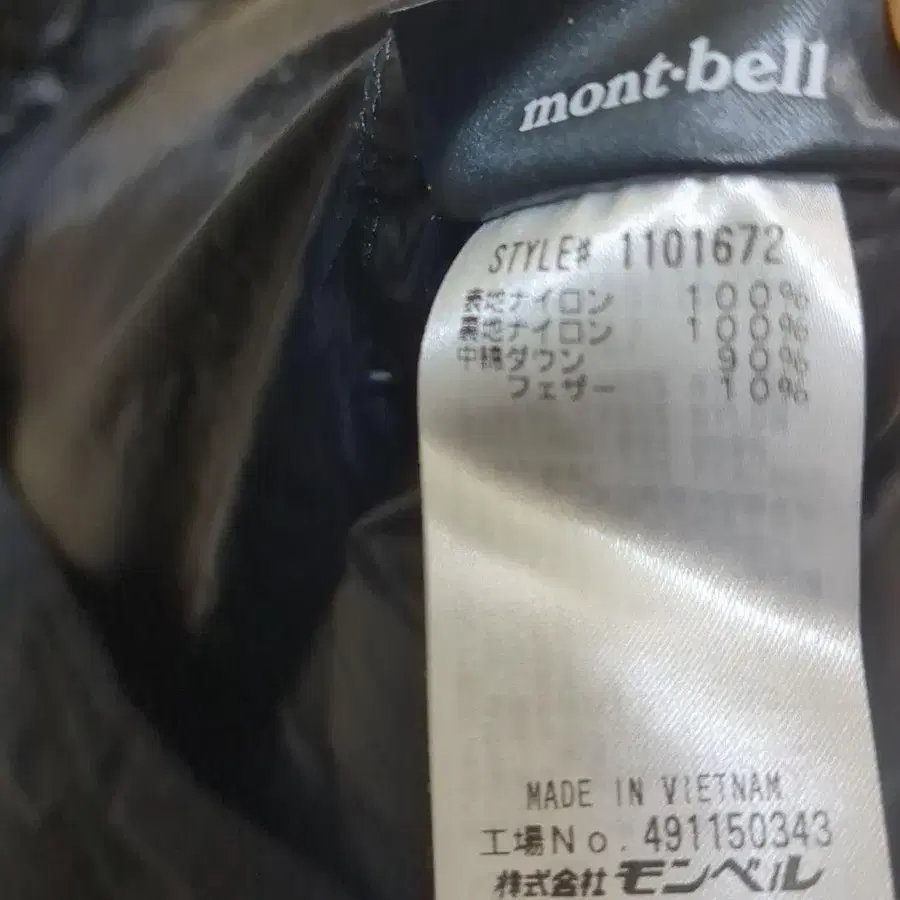 mont·bell
STYLE# 1101672
表地ナイロン 100%
裏地ナイロン 100%
中綿ダウン 90%
フェザー 10%
MADE IN VIETNAM
工場No. 491150343
株式会社モンベル